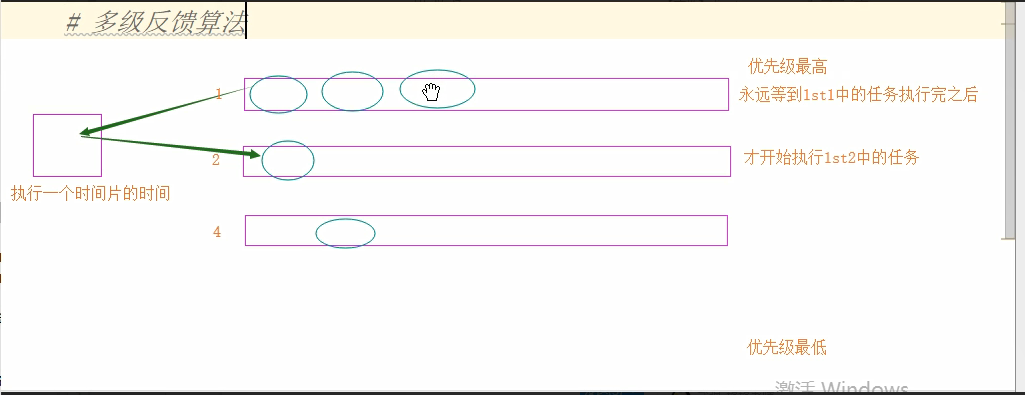 # 多级反馈算法
优先级最高
1
永远等到lst1中的任务执行完之后
2
才开始执行lst2中的任务
执行一个时间片的时间
4
优先级最低
激活 Windows